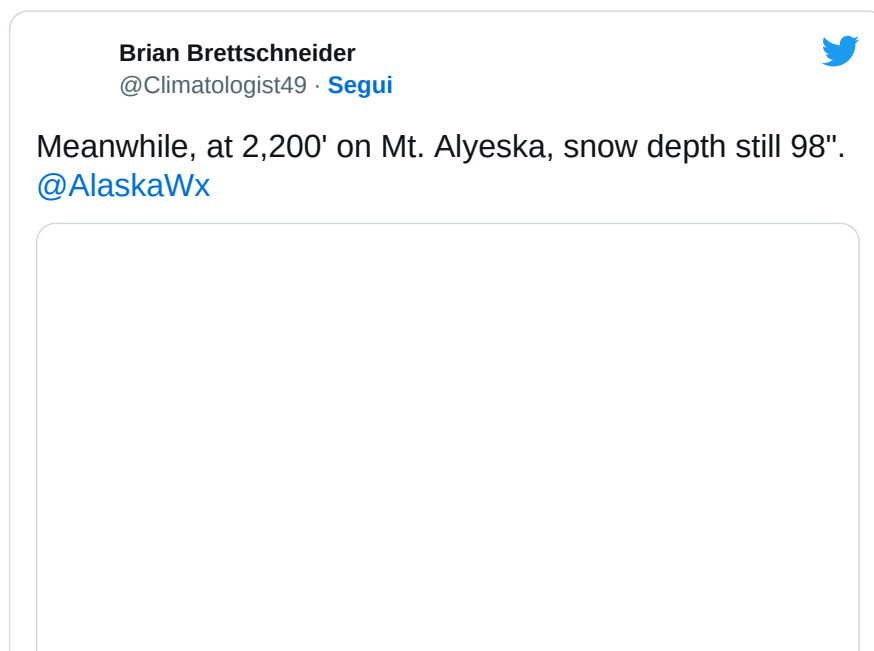 Brian Brettschneider
@Climatologist49 · Segui
Meanwhile, at 2,200' on Mt. Alyeska, snow depth still 98".
@AlaskaWx